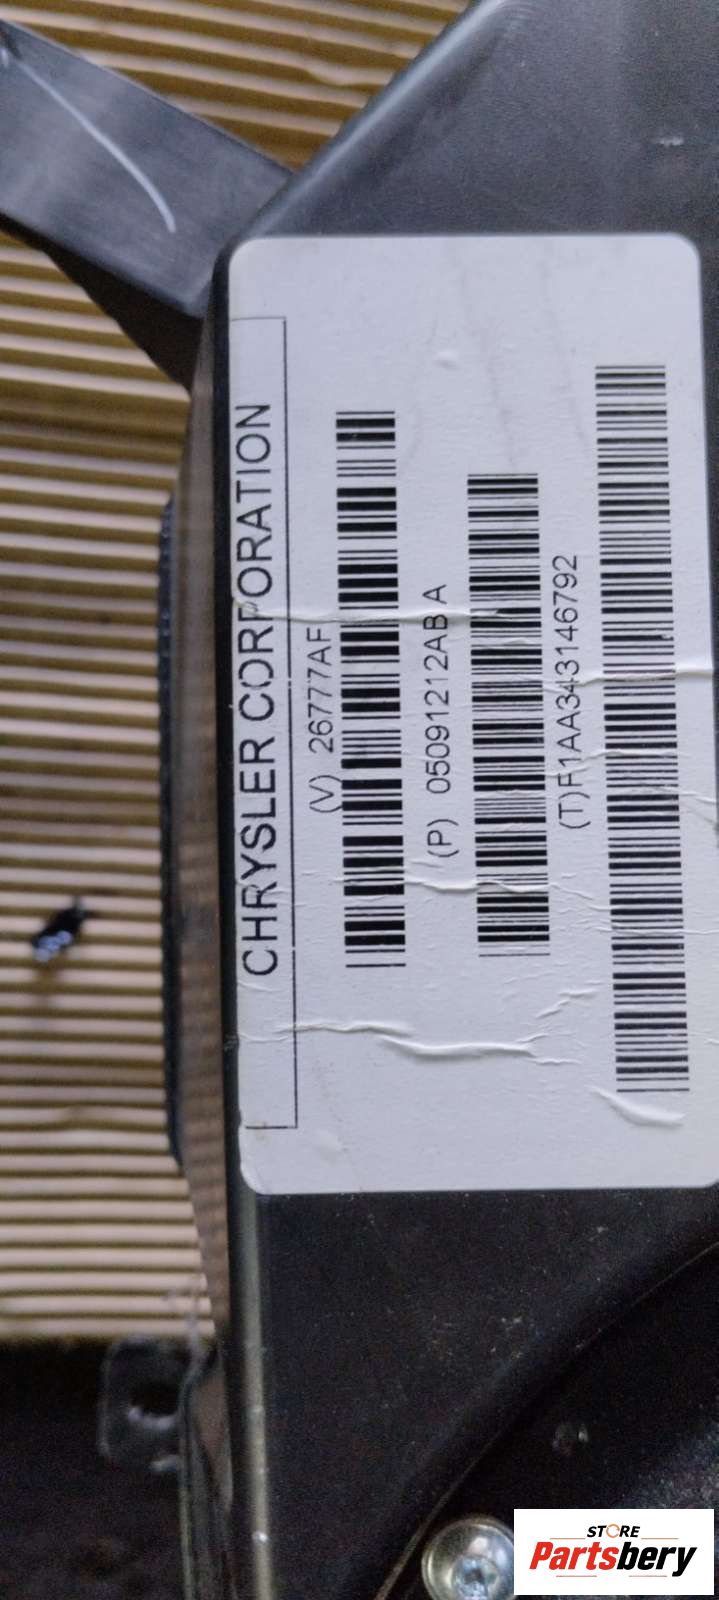 CHRYSLER CORPORATION
(V) 26777AF
(P) 05091212AB A
(T)F1AA343146792
STORE
Partsbery